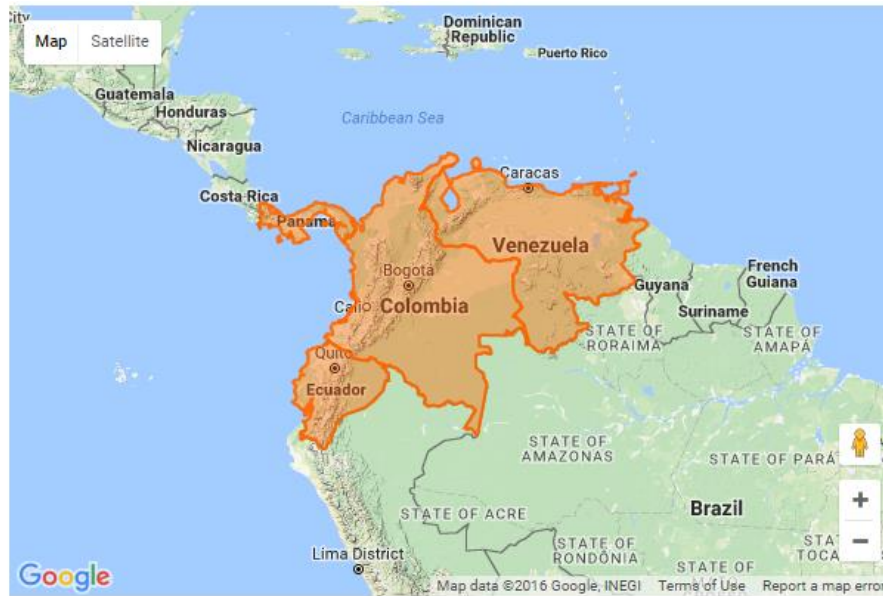 City
Map Satellite
Dominican
Republic
Puerto Rico
Guatemala
Honduras
Caribbean Sea
Nicaragua
Costa Rica
Caracas
Panama
Venezuela
Bogota
Guyana
French
Guiana
Suriname
Cali
Colombia
STATE OF
RORAIMA
STATE OF
AMAPÁ
Quito
Ecuador
STATE OF
AMAZONAS
STATE OF PARÁ
STATE OF ACRE
Brazil
STATE OF
RONDÔNIA
STATE
TOCA
Lima District
Google
Map data ©2016 Google, INEGI Terms of Use Report a map error